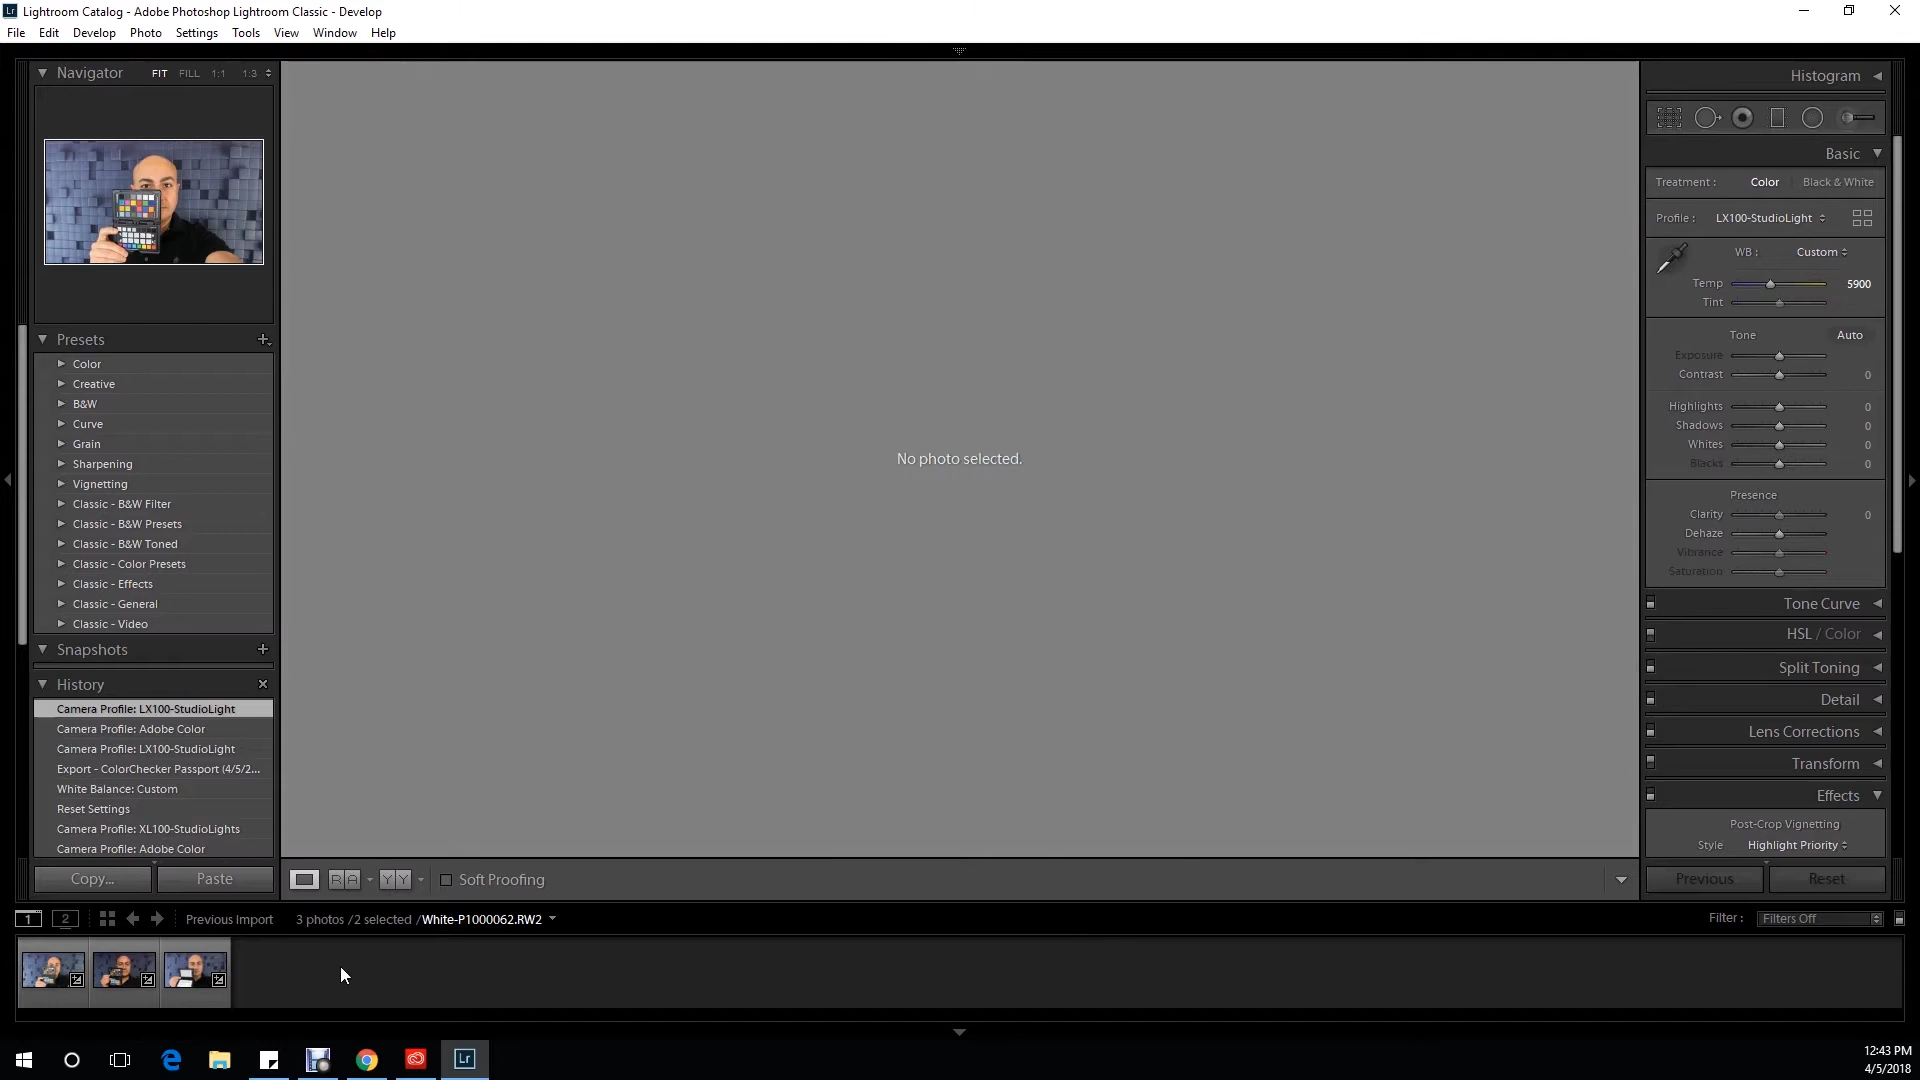 Lightroom Catalog - Adobe Photoshop Lightroom Classic - Develop
File Edit Develop Photo Settings Tools View Window Help
Navigator FIT FILL 1:1 1:3
Presets
Color
Creative
B&W
Curve
Grain
Sharpening
Vignetting
Classic - B&W Filter
Classic - B&W Presets
Classic - B&W Toned
Classic - Color Presets
Classic - Effects
Classic - General
Classic - Video
Snapshots
History
Camera Profile: LX100-StudioLight
Camera Profile: Adobe Color
Camera Profile: LX100-StudioLight
Export - ColorChecker Passport (4/5/2...
White Balance: Custom
Reset Settings
Camera Profile: XL100-StudioLights
Camera Profile: Adobe Color
Copy... Paste
No photo selected.
R A Y Y Soft Proofing
Histogram
Basic
Treatment : Color Black & White
Profile : LX100-StudioLight
WB : Custom
Temp 5900
Tint
Tone Auto
Exposure
Contrast 0
Highlights 0
Shadows 0
Whites 0
Blacks 0
Presence
Clarity 0
Dehaze
Vibrance
Saturation
Tone Curve
HSL / Color
Split Toning
Detail
Lens Corrections
Transform
Effects
Post-Crop Vignetting
Style Highlight Priority
Previous Reset
1 2 Previous Import 3 photos /2 selected /White-P1000062.RW2 Filter : Filters Off
Lr
12:43 PM
4/5/2018